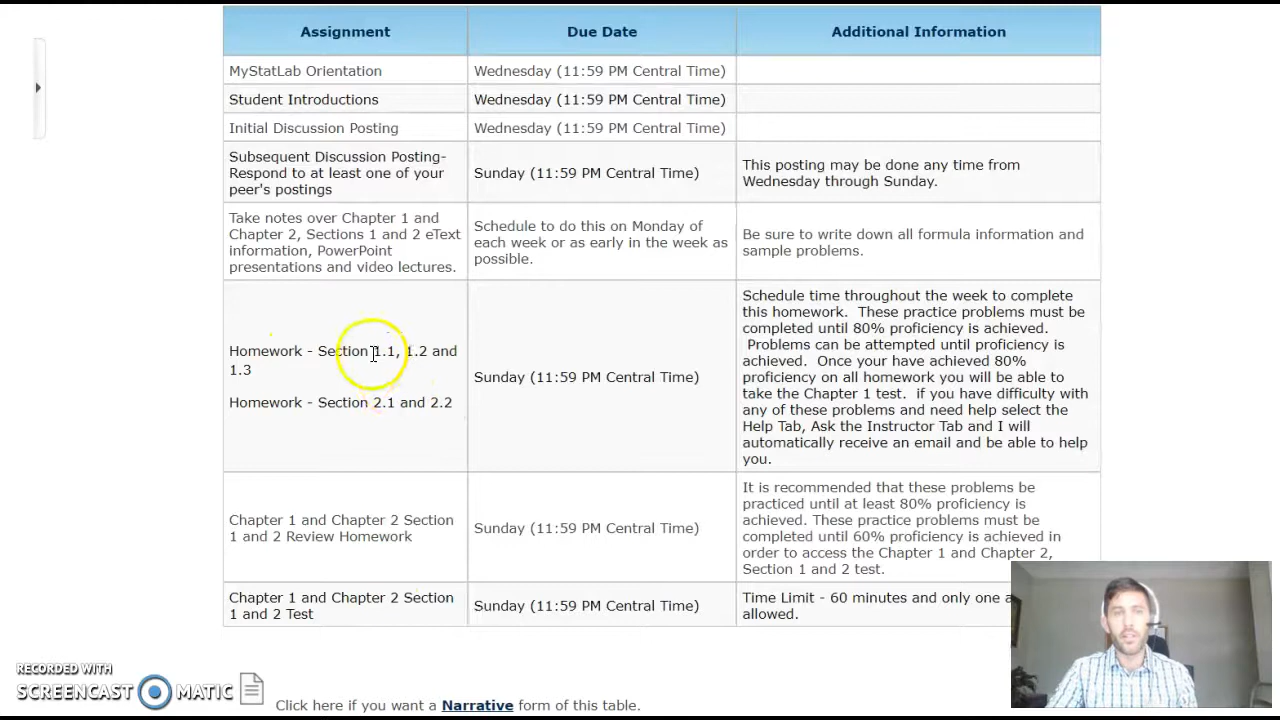 Assignment
Due Date
Additional Information
MyStatLab Orientation
Wednesday (11:59 PM Central Time)
Student Introductions
Wednesday (11:59 PM Central Time)
Initial Discussion Posting
Wednesday (11:59 PM Central Time)
Subsequent Discussion Posting-
Respond to at least one of your
peer's postings
Sunday (11:59 PM Central Time)
This posting may be done any time from
Wednesday through Sunday.
Take notes over Chapter 1 and
Chapter 2, Sections 1 and 2 eText
information, PowerPoint
presentations and video lectures.
Schedule to do this on Monday of
each week or as early in the week as
possible.
Be sure to write down all formula information and
sample problems.
Homework - Section 1.1, 1.2 and
1.3
Homework - Section 2.1 and 2.2
Sunday (11:59 PM Central Time)
Schedule time throughout the week to complete
this homework. These practice problems must be
completed until 80% proficiency is achieved.
Problems can be attempted until proficiency is
achieved. Once your have achieved 80%
proficiency on all homework you will be able to
take the Chapter 1 test. if you have difficulty with
any of these problems and need help select the
Help Tab, Ask the Instructor Tab and I will
automatically receive an email and be able to help
you.
Chapter 1 and Chapter 2 Section
1 and 2 Review Homework
Sunday (11:59 PM Central Time)
It is recommended that these problems be
practiced until at least 80% proficiency is
achieved. These practice problems must be
completed until 60% proficiency is achieved in
order to access the Chapter 1 and Chapter 2,
Section 1 and 2 test.
Chapter 1 and Chapter 2 Section
1 and 2 Test
Sunday (11:59 PM Central Time)
Time Limit - 60 minutes and only one
allowed.
RECORDED WITH
SCREENCAST MATIC
Click here if you want a Narrative form of this table.